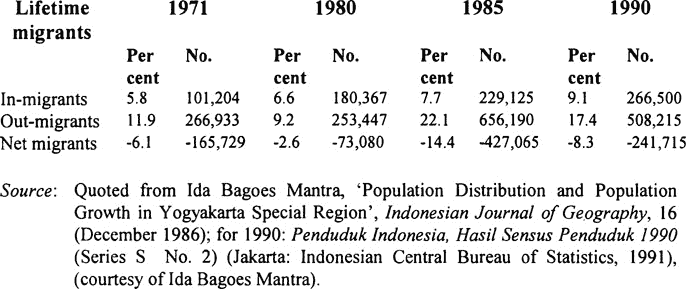 Lifetime 1971 1980 1985 1990
migrants
Per No. Per No. Per No. Per No.
cent cent cent cent
In-migrants 5.8 101,204 6.6 180,367 7.7 229,125 9.1 266,500
Out-migrants 11.9 266,933 9.2 253,447 22.1 656,190 17.4 508,215
Net migrants -6.1 -165,729 -2.6 -73,080 -14.4 -427,065 -8.3 -241,715
Source: Quoted from Ida Bagoes Mantra, ‘Population Distribution and Population
Growth in Yogyakarta Special Region’, Indonesian Journal of Geography, 16
(December 1986); for 1990: Penduduk Indonesia, Hasil Sensus Penduduk 1990
(Series S No. 2) (Jakarta: Indonesian Central Bureau of Statistics, 1991),
(courtesy of Ida Bagoes Mantra).